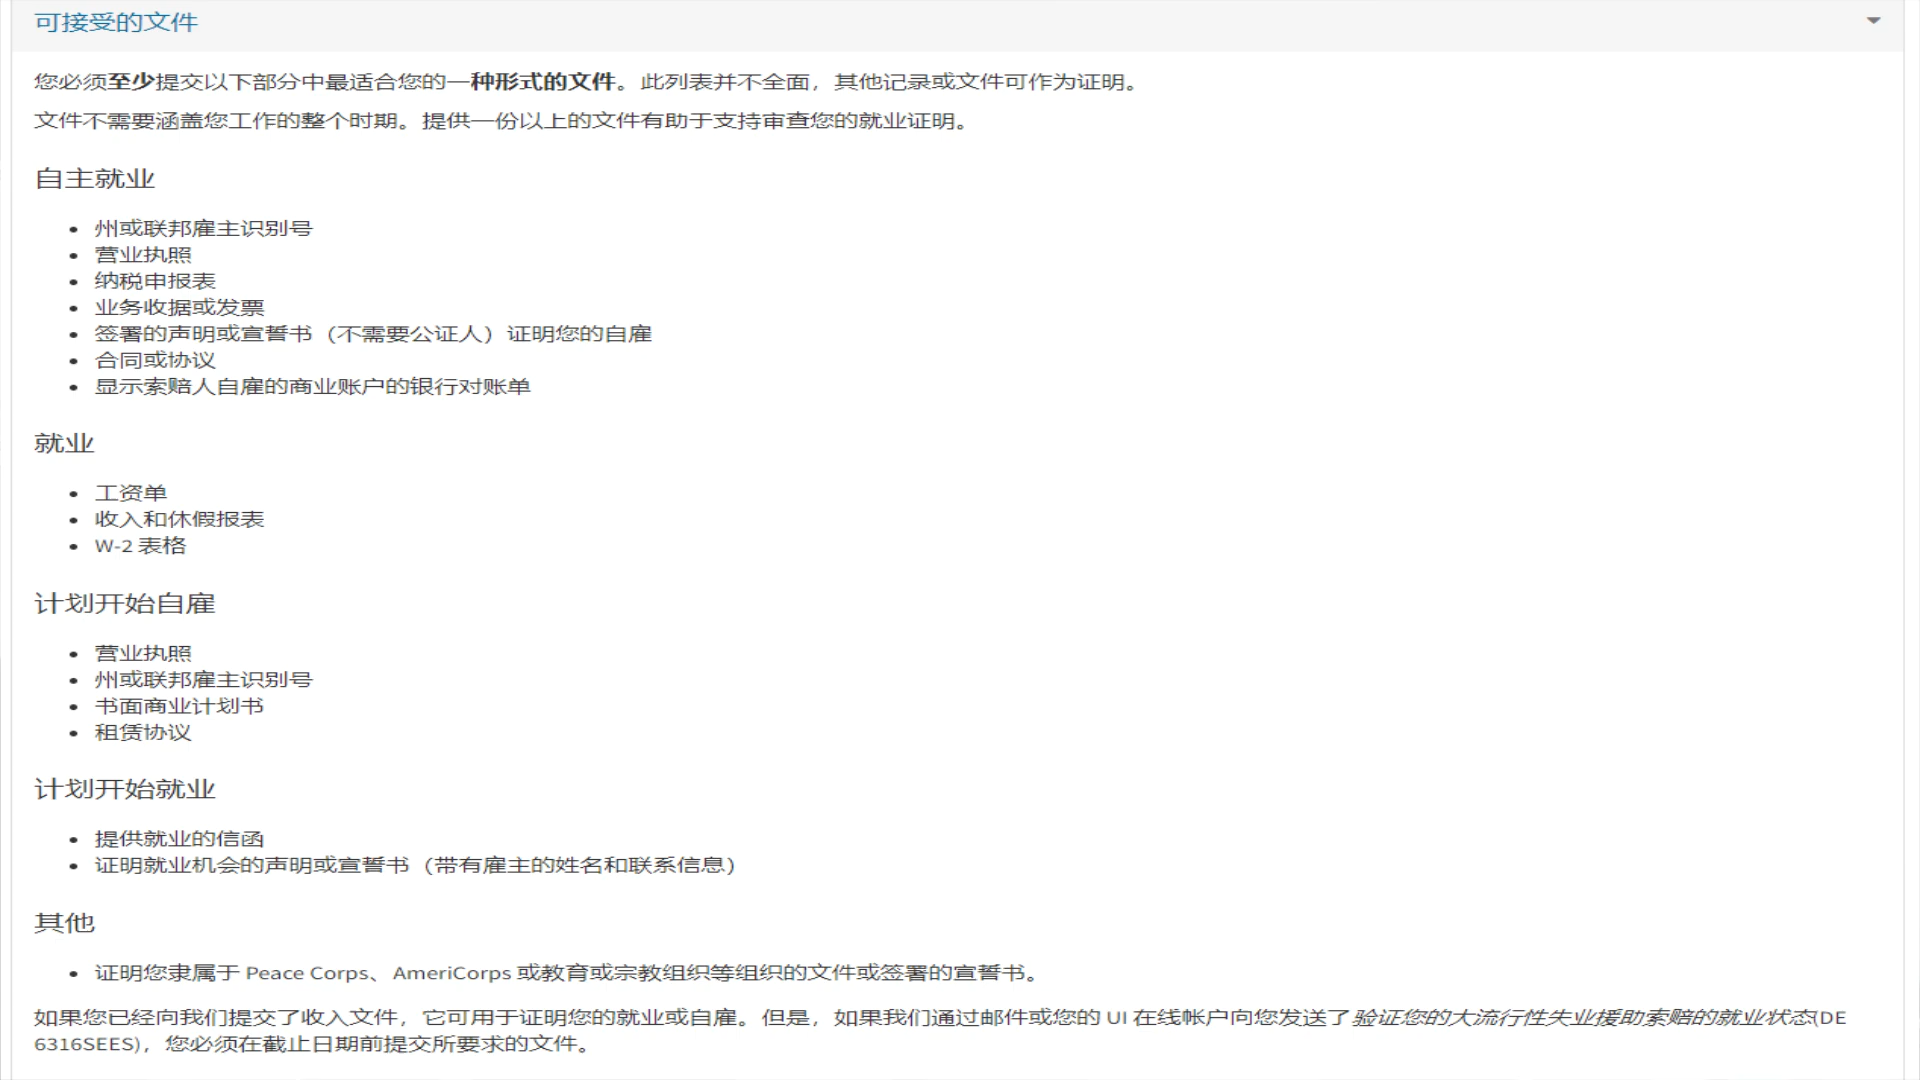 可接受的文件
您必须至少提交以下部分中最适合您的一种形式的文件。此列表并不全面，其他记录或文件可作为证明。
文件不需要涵盖您工作的整个时期。提供一份以上的文件有助于支持审查您的就业证明。
自主就业
• 州或联邦雇主识别号
• 营业执照
• 纳税申报表
• 业务收据或发票
• 签署的声明或宣誓书（不需要公证人）证明您的自雇
• 合同或协议
• 显示索赔人自雇的商业账户的银行对账单
就业
• 工资单
• 收入和休假报表
• W-2 表格
计划开始自雇
• 营业执照
• 州或联邦雇主识别号
• 书面商业计划书
• 租赁协议
计划开始就业
• 提供就业的信函
• 证明就业机会的声明或宣誓书（带有雇主的姓名和联系信息）
其他
• 证明您隶属于 Peace Corps、AmeriCorps 或教育或宗教组织等组织的文件或签署的宣誓书。
如果您已经向我们提交了收入文件，它可用于证明您的就业或自雇。但是，如果我们通过邮件或您的 UI 在线帐户向您发送了验证您的大流行性失业援助索赔的就业状态(DE
6316SEES)，您必须在截止日期前提交所要求的文件。